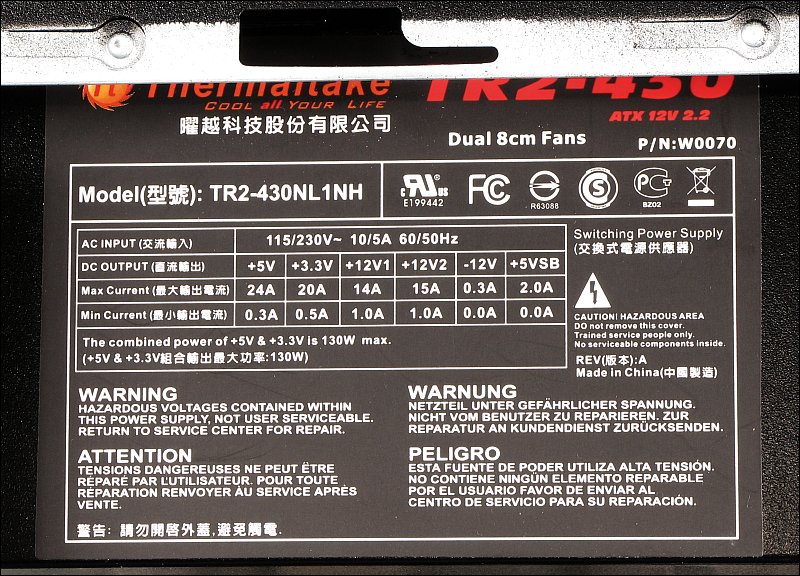 Thermaltake TR2-430
COOL all YOUR LIFE
ATX 12V 2.2
曜越科技股份有限公司
Dual 8cm Fans
P/N:W0070
Model(型號): TR2-430NL1NH
c RU us
E199442
FC
R63088
S
PG
BZ02
AC INPUT (交流輸入) 115/230V~ 10/5A 60/50Hz
DC OUTPUT (直流輸出) +5V +3.3V +12V1 +12V2 -12V +5VSB
Max Current (最大輸出電流) 24A 20A 14A 15A 0.3A 2.0A
Min Current (最小輸出電流) 0.3A 0.5A 1.0A 1.0A 0.0A 0.0A
The combined power of +5V & +3.3V is 130W max.
(+5V & +3.3V組合輸出最大功率:130W)
Switching Power Supply
(交換式電源供應器)
CAUTION! HAZARDOUS AREA
DO not remove this cover.
Trained service people only.
No serviceable components inside.
REV(版本):A
Made in China(中國製造)
WARNING
HAZARDOUS VOLTAGES CONTAINED WITHIN
THIS POWER SUPPLY, NOT USER SERVICEABLE.
RETURN TO SERVICE CENTER FOR REPAIR.
WARNUNG
NETZTEIL UNTER GEFÄHRLICHER SPANNUNG.
NICHT VOM BENUTZER ZU REPARIEREN. ZUR
REPARATUR AN KUNDENDIENST ZURÜCKSENDEN.
ATTENTION
TENSIONS DANGEREUSES NE PEUT ËTRE
RÉPARÉ PAR L'UTILISATEUR. POUR TOUTE
RÉPARATION RENVOYER AU SERVICE APRÈS
VENTE.
PELIGRO
ESTA FUENTE DE PODER UTILIZA ALTA TENSIÓN.
NO CONTIENE NINGÚN ELEMENTO REPARABLE
POR EL USUARIO FAVOR DE ENVIAR AL
CENTRO DE SERVICIO PARA SU REPARACIÓN.
警告: 請勿開啓外蓋,避免觸電.